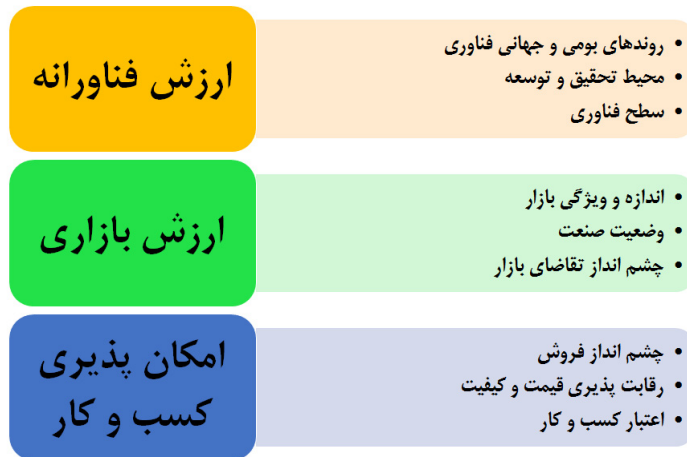 ارزش فناورانه
• روندهای بومی و جهانی فناوری
• محیط تحقیق و توسعه
• سطح فناوری
ارزش بازاری
• اندازه و ویژگی بازار
• وضعیت صنعت
• چشم انداز تقاضای بازار
امکان پذیری
کسب و کار
• چشم انداز فروش
• رقابت پذیری قیمت و کیفیت
• اعتبار کسب و کار